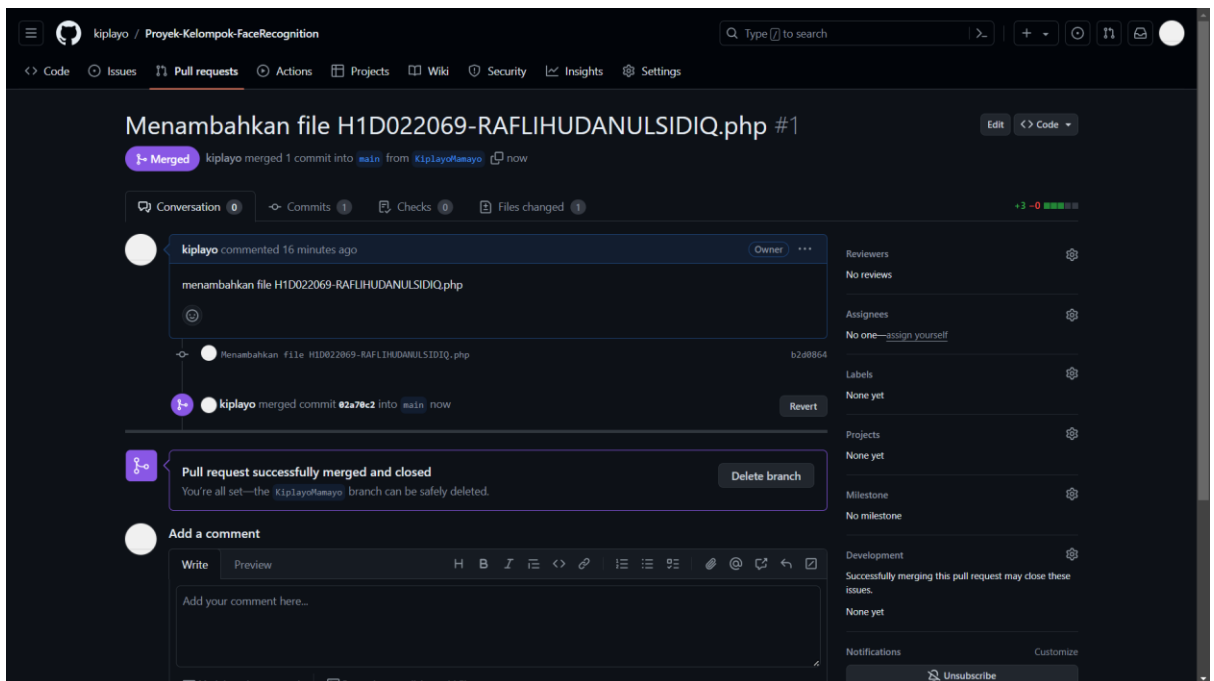 kiplayo / Proyek-Kelompok-FaceRecognition
Type / to search
Code Issues Pull requests Actions Projects Wiki Security Insights Settings
Menambahkan file H1D022069-RAFLIHUDANULSIDIQ.php #1
Edit <> Code
Merged kiplayo merged 1 commit into main from KiplayoMamayo now
Conversation 0 Commits 1 Checks 0 Files changed 1 +3 −0
kiplayo commented 16 minutes ago Owner
menambahkan file H1D022069-RAFLIHUDANULSIDIQ.php
Menambahkan file H1D022069-RAFLIHUDANULSIDIQ.php b2d0864
kiplayo merged commit 02a70c2 into main now Revert
Pull request successfully merged and closed
You're all set—the KiplayoMamayo branch can be safely deleted.
Delete branch
Add a comment
Write Preview
Add your comment here...
Reviewers
No reviews
Assignees
No one—assign yourself
Labels
None yet
Projects
None yet
Milestone
No milestone
Development
Successfully merging this pull request may close these
issues.
None yet
Notifications Customize
Unsubscribe